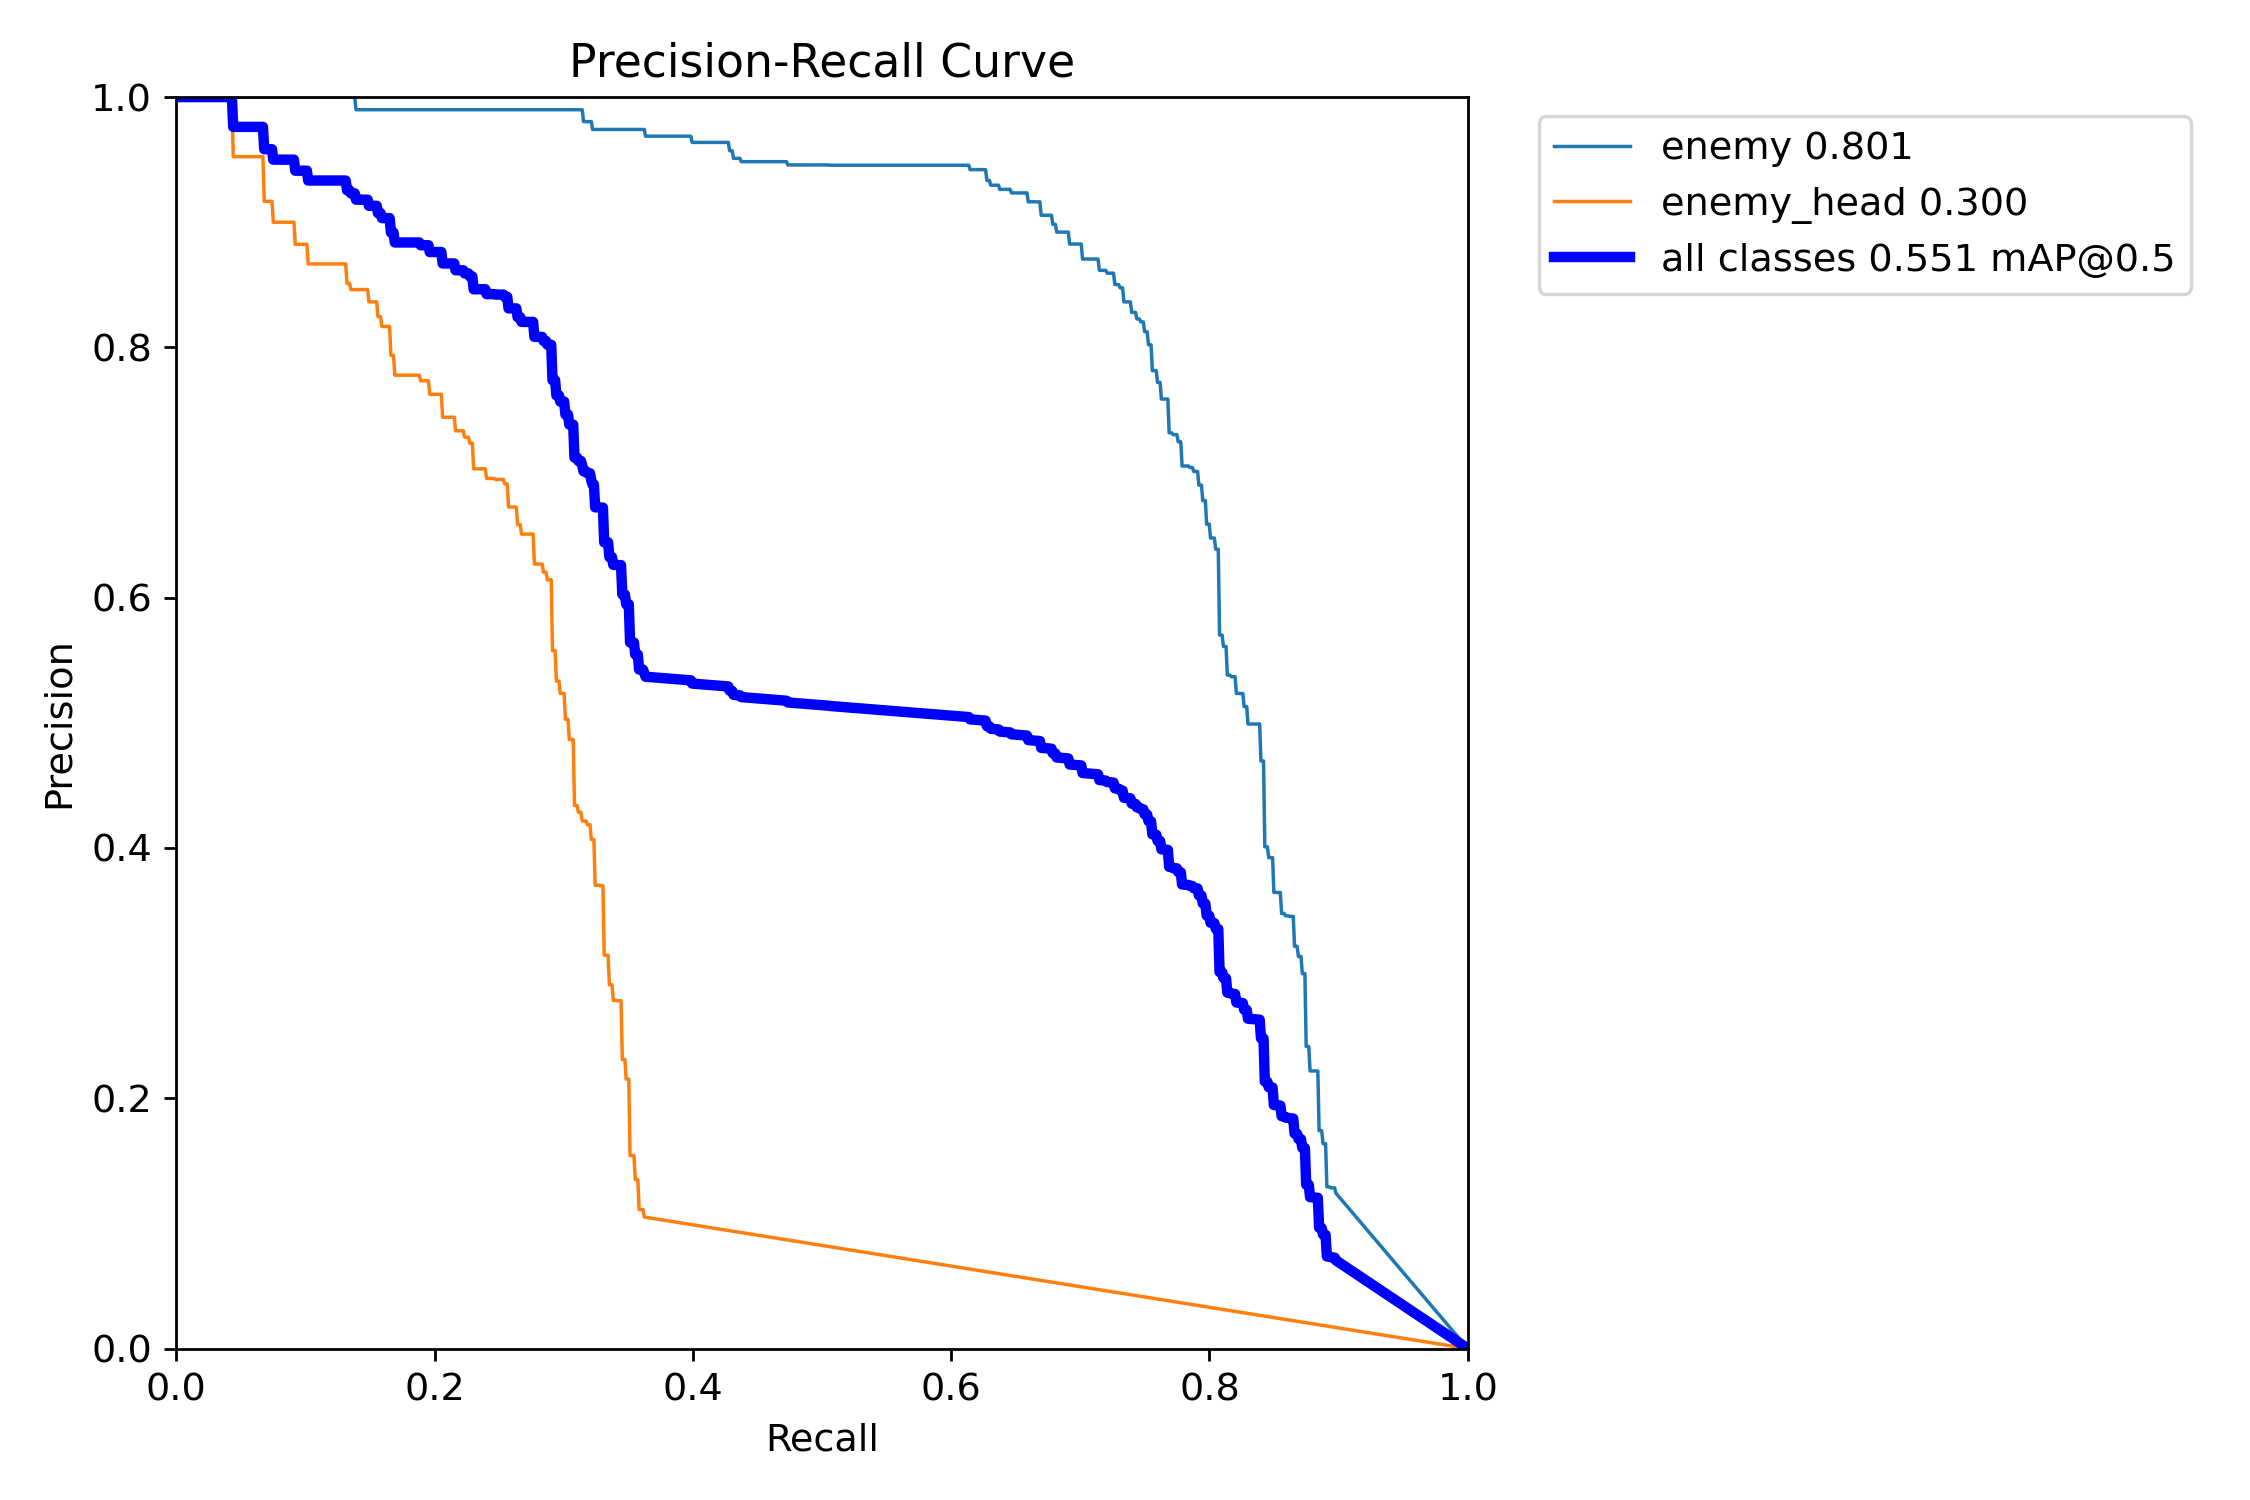 Precision-Recall Curve
1.0
0.8
0.6
0.4
0.2
0.0
Precision
0.0 0.2 0.4 0.6 0.8 1.0
Recall
enemy 0.801
enemy_head 0.300
all classes 0.551 mAP@0.5